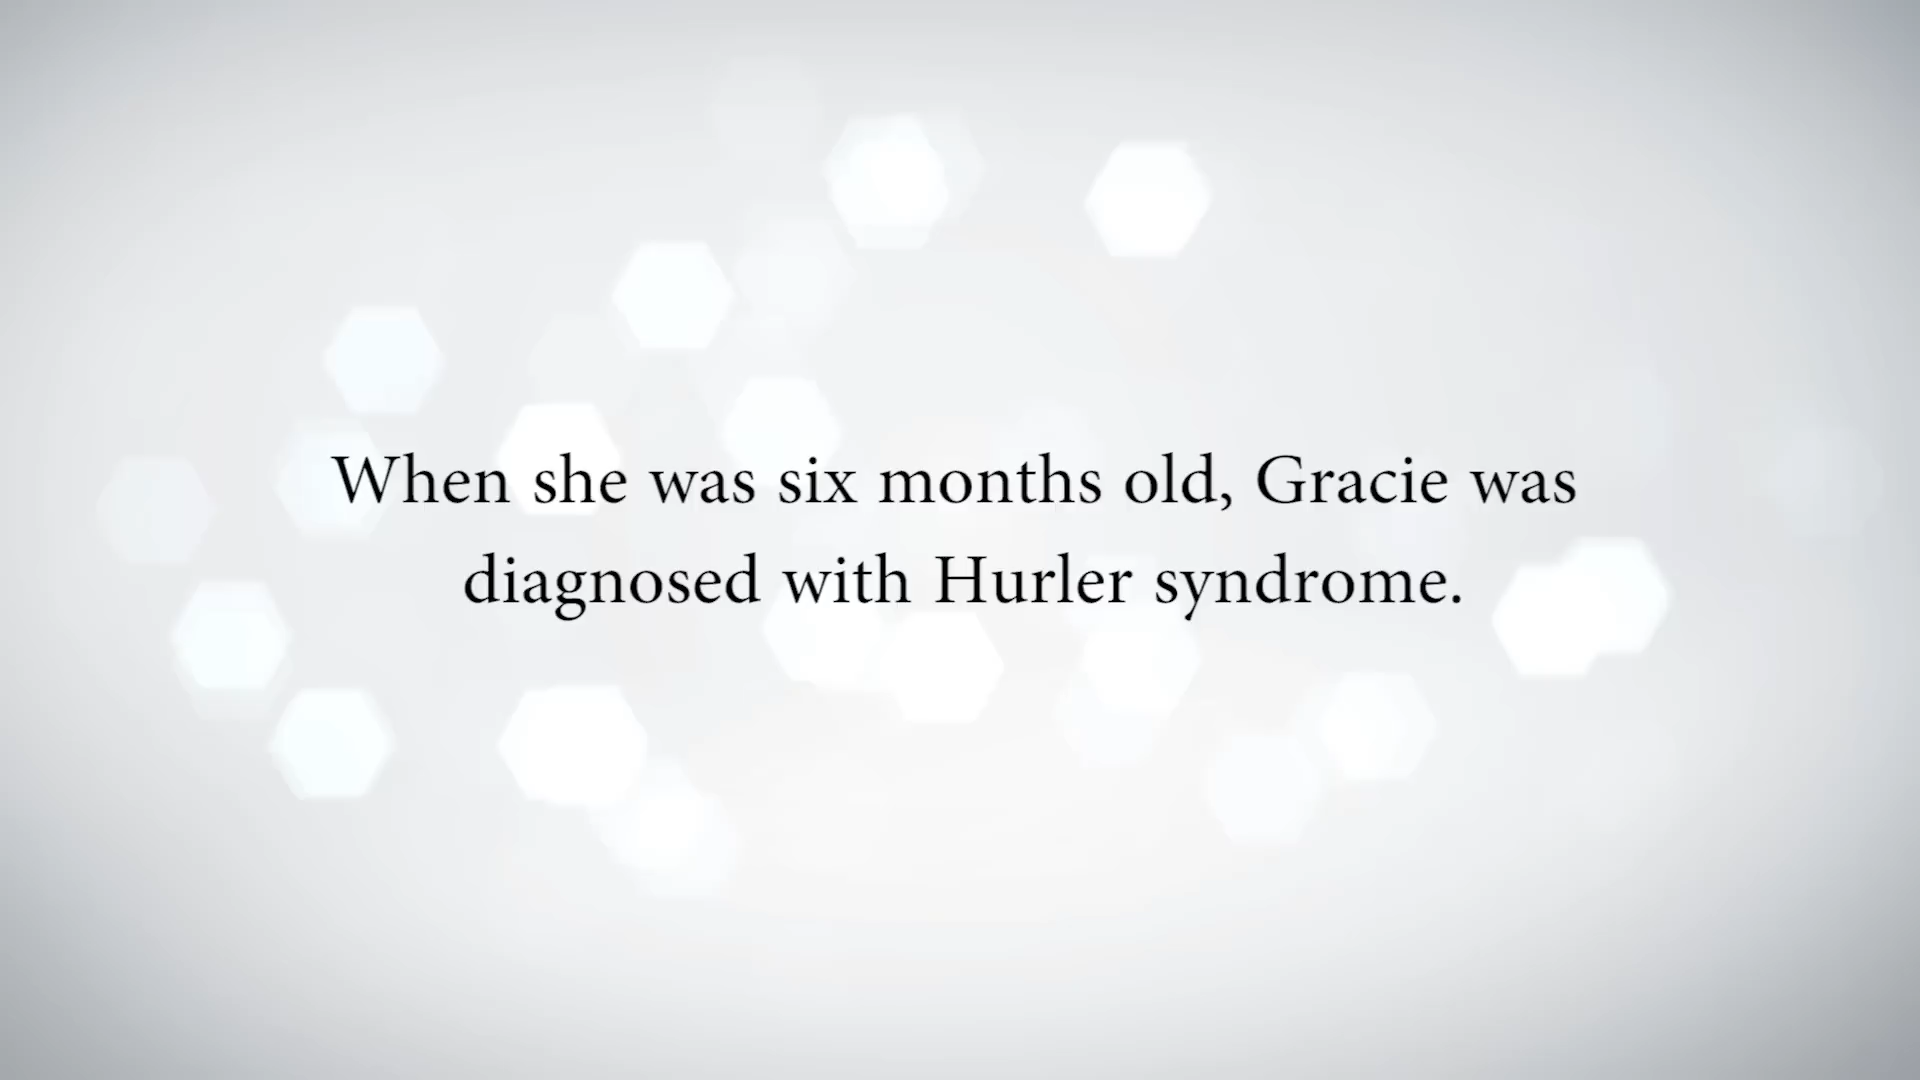 When she was six months old, Gracie was
diagnosed with Hurler syndrome.